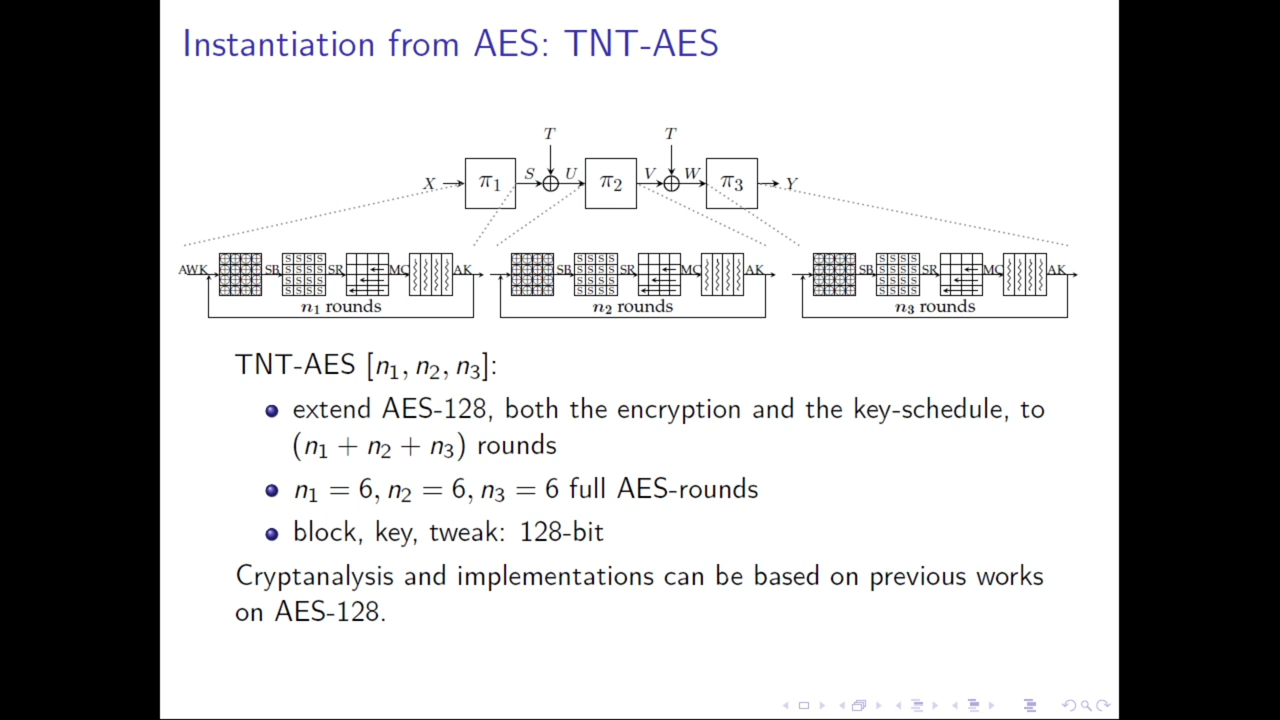 Instantiation from AES: TNT-AES
T T
X π₁ S U π₂ V W π₃ Y
AWK SB SR MC AK SB SR MC AK SB SR MC AK
S S S S S S S S S S S S
S S S S S S S S S S S S
S S S S S S S S S S S S
S S S S S S S S S S S S
n₁ rounds n₂ rounds n₃ rounds
TNT-AES [n₁, n₂, n₃]:
extend AES-128, both the encryption and the key-schedule, to
(n₁ + n₂ + n₃) rounds
n₁ = 6, n₂ = 6, n₃ = 6 full AES-rounds
block, key, tweak: 128-bit
Cryptanalysis and implementations can be based on previous works
on AES-128.